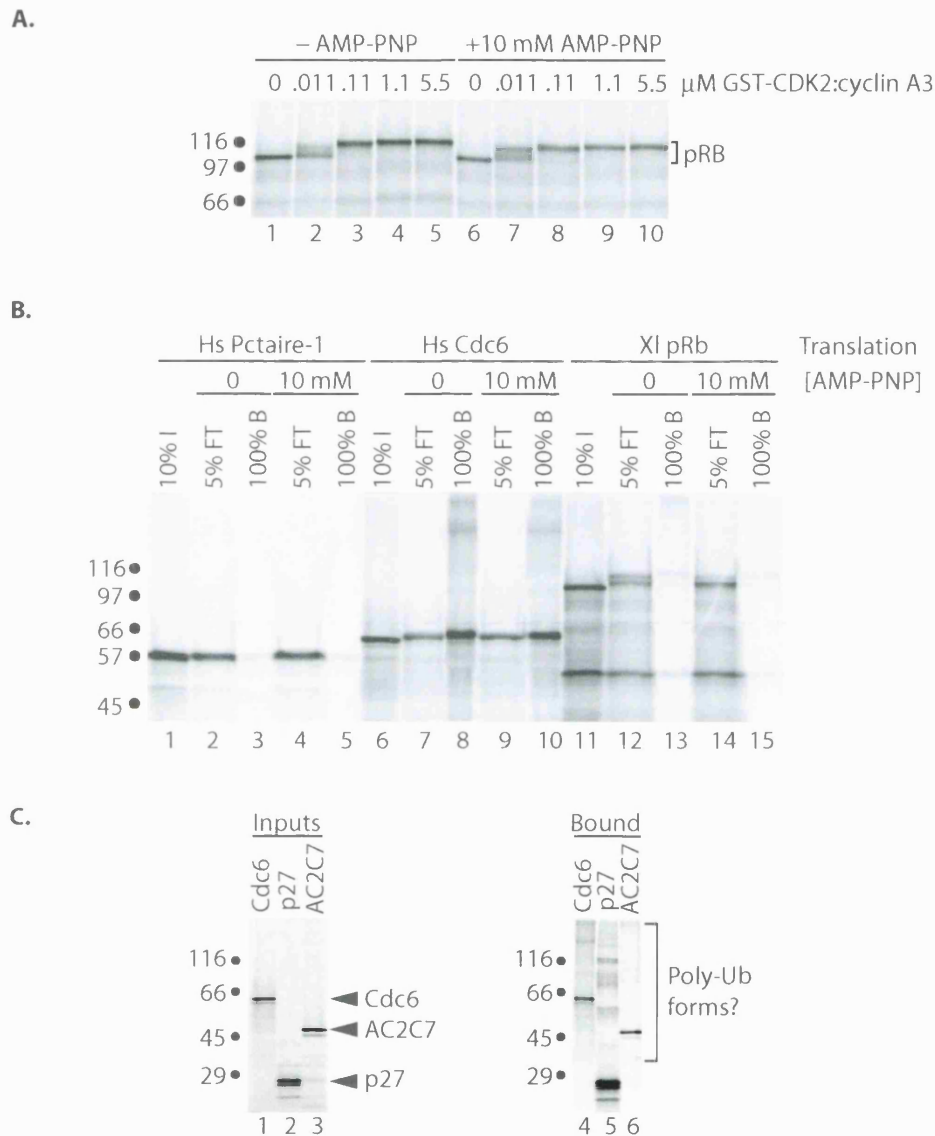 A.
– AMP-PNP +10 mM AMP-PNP
0 .011 .11 1.1 5.5 0 .011 .11 1.1 5.5 μM GST-CDK2:cyclin A3
116
97
66
pRB
1 2 3 4 5 6 7 8 9 10
B.
Hs Pctaire-1 Hs Cdc6 Xl pRb Translation
0 10 mM 0 10 mM 0 10 mM [AMP-PNP]
10% I 5% FT 100% B 5% FT 100% B 10% I 5% FT 100% B 5% FT 100% B 10% I 5% FT 100% B 5% FT 100% B
116
97
66
57
45
1 2 3 4 5 6 7 8 9 10 11 12 13 14 15
C.
Inputs Bound
Cdc6 p27 AC2C7 Cdc6 p27 AC2C7
116 116
66 Cdc6 66 Poly-Ub
forms?
45 AC2C7 45
29 p27 29
1 2 3 4 5 6